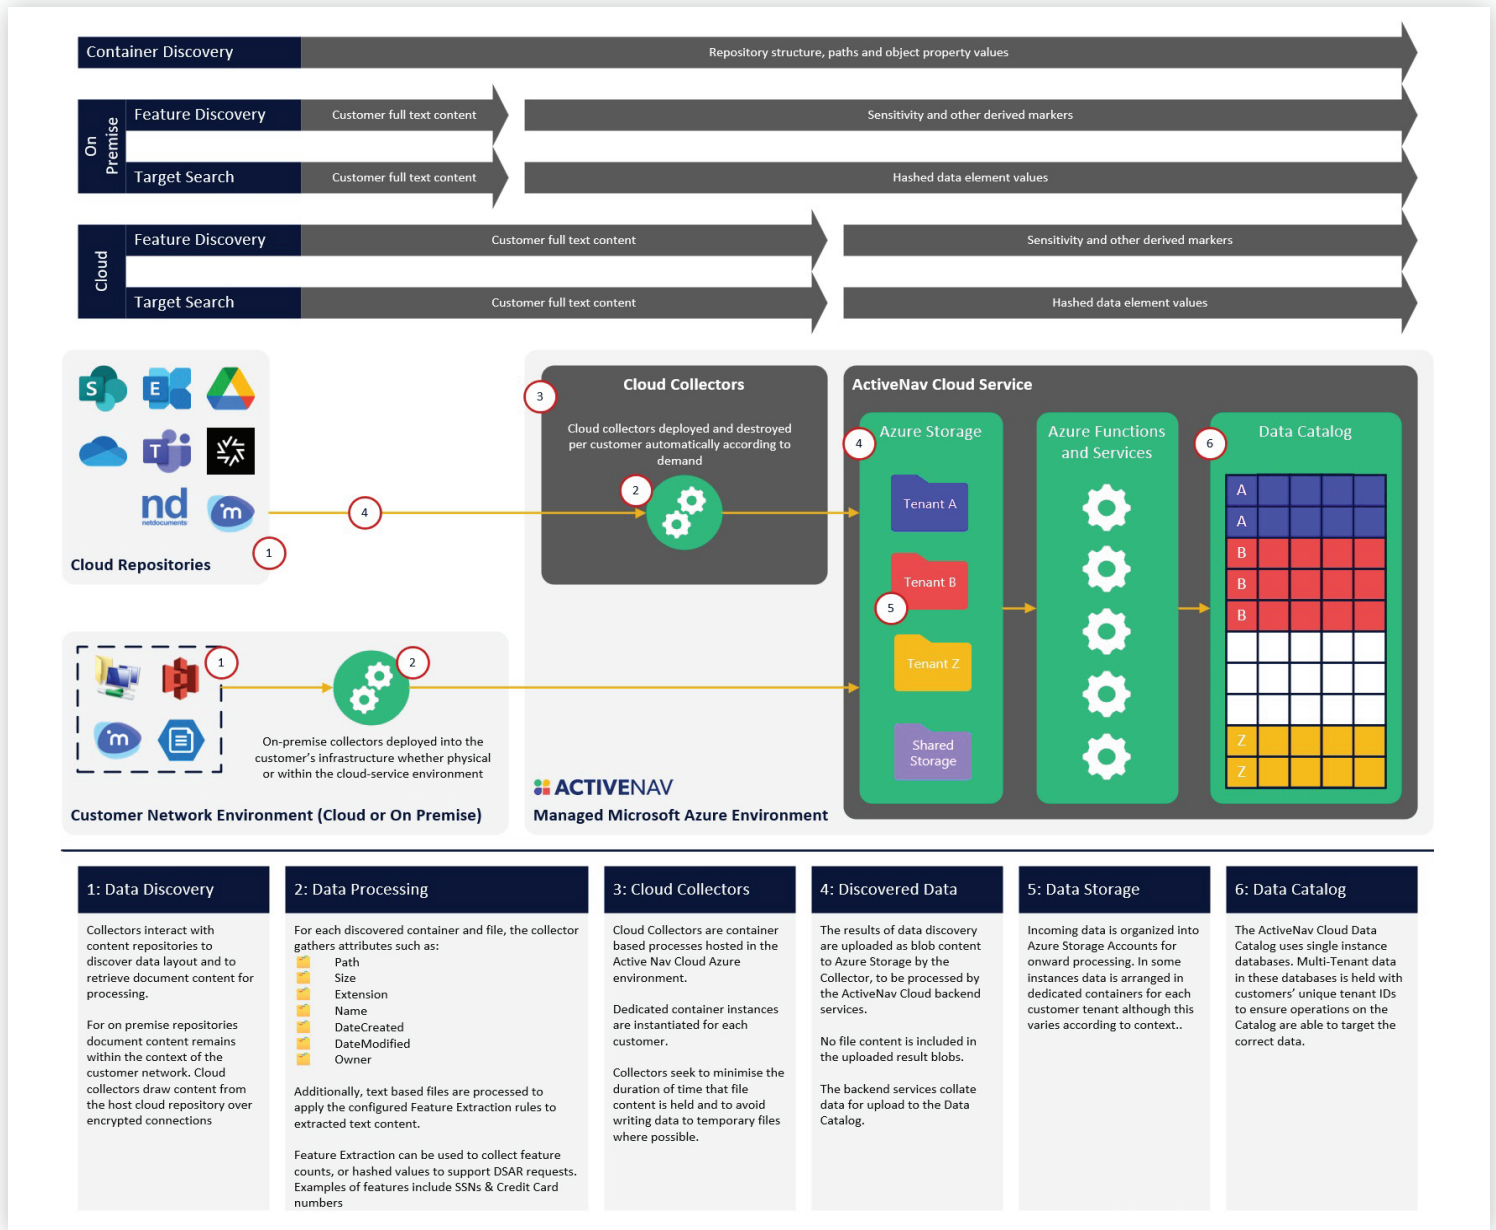 Container Discovery
Repository structure, paths and object property values
On
Premise
Feature Discovery
Customer full text content
Sensitivity and other derived markers
Target Search
Customer full text content
Hashed data element values
Cloud
Feature Discovery
Customer full text content
Sensitivity and other derived markers
Target Search
Customer full text content
Hashed data element values
S
E
T
nd
netdocuments
m
1
Cloud Repositories
4
3
Cloud Collectors
Cloud collectors deployed and destroyed
per customer automatically according to
demand
2
ActiveNav Cloud Service
4
Azure Storage
Tenant A
Tenant B
5
Tenant Z
Shared
Storage
Azure Functions
and Services
6
Data Catalog
A
A
B
B
B
Z
Z
1
m
2
On-premise collectors deployed into the
customer's infrastructure whether physical
or within the cloud-service environment
Customer Network Environment (Cloud or On Premise)
ACTIVENAV
Managed Microsoft Azure Environment
1: Data Discovery
Collectors interact with
content repositories to
discover data layout and to
retrieve document content for
processing.
For on premise repositories
document content remains
within the context of the
customer network. Cloud
collectors draw content from
the host cloud repository over
encrypted connections
2: Data Processing
For each discovered container and file, the collector
gathers attributes such as:
Path
Size
Extension
Name
DateCreated
DateModified
Owner
Additionally, text based files are processed to
apply the configured Feature Extraction rules to
extracted text content.
Feature Extraction can be used to collect feature
counts, or hashed values to support DSAR requests.
Examples of features include SSNs & Credit Card
numbers
3: Cloud Collectors
Cloud Collectors are container
based processes hosted in the
Active Nav Cloud Azure
environment.
Dedicated container instances
are instantiated for each
customer.
Collectors seek to minimise the
duration of time that file
content is held and to avoid
writing data to temporary files
where possible.
4: Discovered Data
The results of data discovery
are uploaded as blob content
to Azure Storage by the
Collector, to be processed by
the ActiveNav Cloud backend
services.
No file content is included in
the uploaded result blobs.
The backend services collate
data for upload to the Data
Catalog.
5: Data Storage
Incoming data is organized into
Azure Storage Accounts for
onward processing. In some
instances data is arranged in
dedicated containers for each
customer tenant although this
varies according to context..
6: Data Catalog
The ActiveNav Cloud Data
Catalog uses single instance
databases. Multi-Tenant data
in these databases is held with
customers' unique tenant IDs
to ensure operations on the
Catalog are able to target the
correct data.